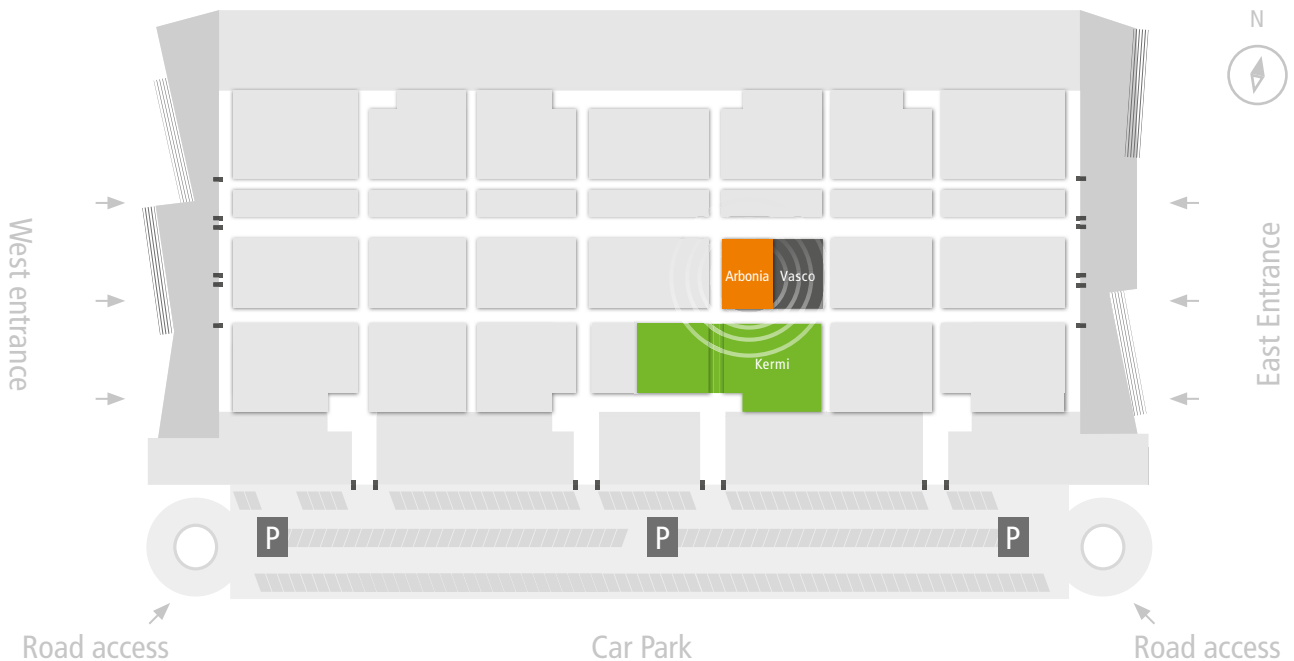 N
West entrance
East Entrance
Arbonia
Vasco
Kermi
P
P
P
Road access
Car Park
Road access